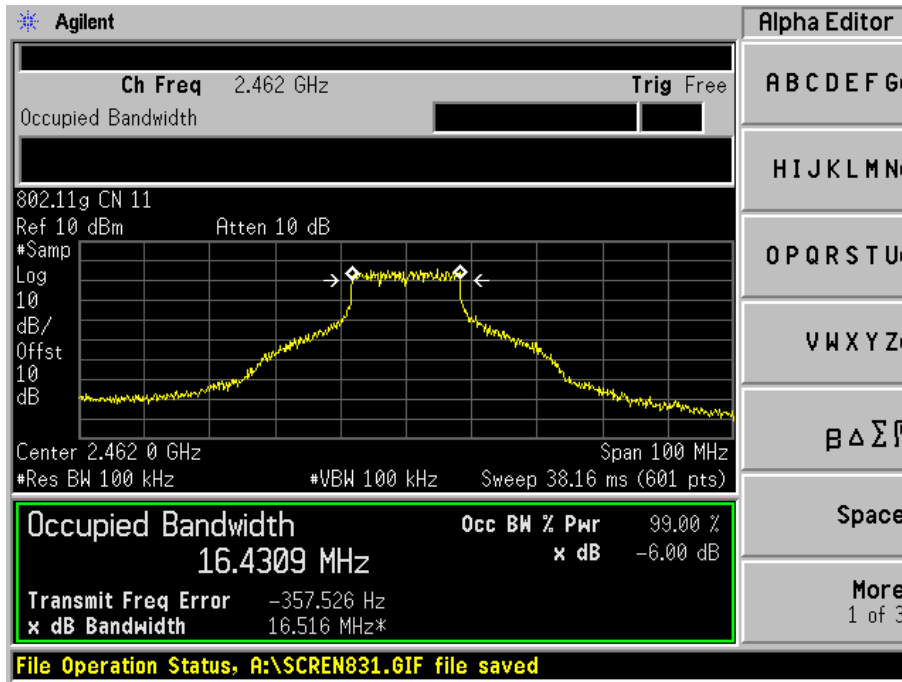 Agilent
Alpha Editor
Ch Freq 2.462 GHz
Trig Free
Occupied Bandwidth
802.11g CN 11
Ref 10 dBm Atten 10 dB
#Samp
Log
10
dB/
Offst
10
dB
Center 2.462 0 GHz Span 100 MHz
#Res BW 100 kHz #VBW 100 kHz Sweep 38.16 ms (601 pts)
Occupied Bandwidth
16.4309 MHz
Occ BW % Pwr 99.00 %
x dB -6.00 dB
Transmit Freq Error -357.526 Hz
x dB Bandwidth 16.516 MHz*
File Operation Status, A:\SCREN831.GIF file saved
A B C D E F G
H I J K L M N
O P Q R S T U
V W X Y Z
β Δ Σ
Space
More
1 of 3